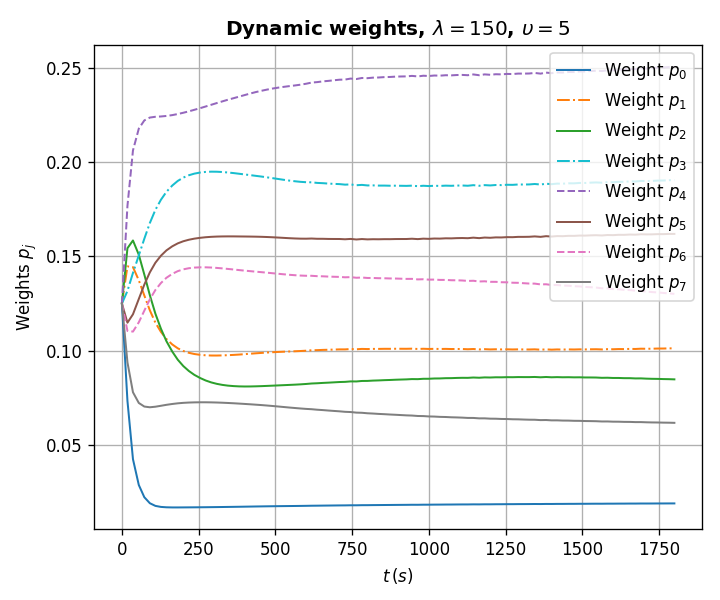 Dynamic weights, λ = 150, υ = 5
0.25
0.20
0.15
0.10
0.05
Weights pⱼ
Weight p₀
Weight p₁
Weight p₂
Weight p₃
Weight p₄
Weight p₅
Weight p₆
Weight p₇
0 250 500 750 1000 1250 1500 1750
t (s)